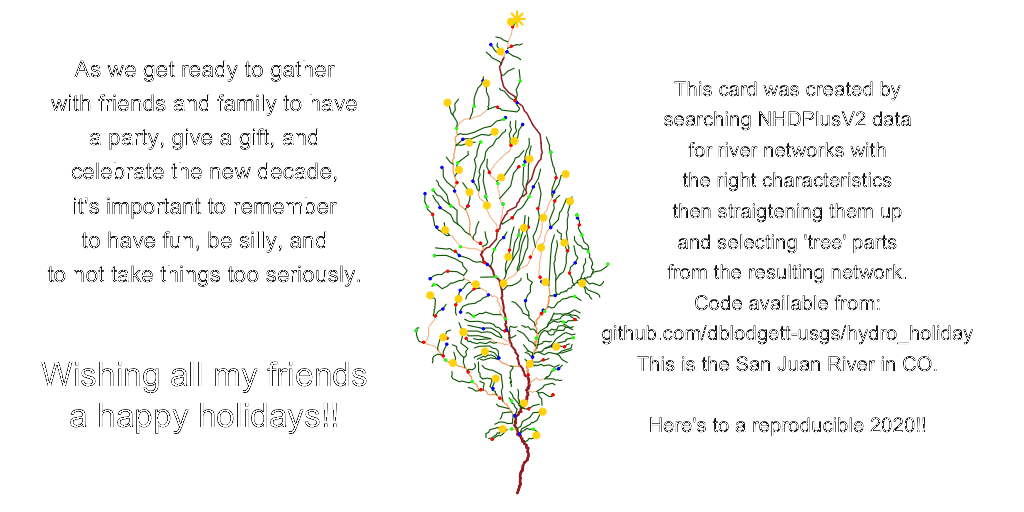 As we get ready to gather
with friends and family to have
a party, give a gift, and
celebrate the new decade,
it's important to remember
to have fun, be silly, and
to not take things too seriously.
Wishing all my friends
a happy holidays!!
This card was created by
searching NHDPlusV2 data
for river networks with
the right characteristics
then straigtening them up
and selecting 'tree' parts
from the resulting network.
Code available from:
github.com/dblodgett-usgs/hydro_holiday
This is the San Juan River in CO.
Here's to a reproducible 2020!!